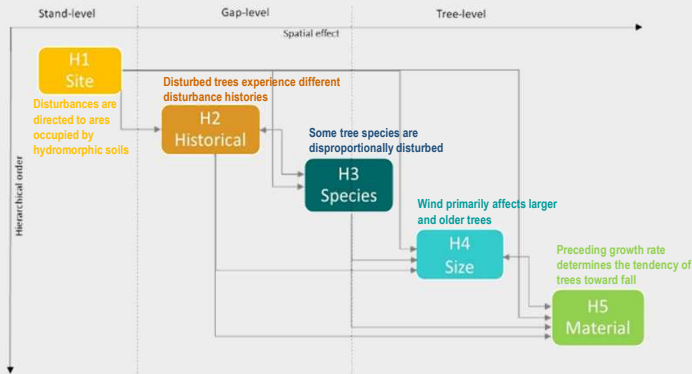 Stand-level
Gap-level
Tree-level
Spatial effect
Hierarchical order
H1
Site
Disturbances are
directed to ares
occupied by
hydromorphic soils
Disturbed trees experience different
disturbance histories
H2
Historical
Some tree species are
disproportionally disturbed
H3
Species
Wind primarily affects larger
and older trees
H4
Size
Preceding growth rate
determines the tendency of
trees toward fall
H5
Material